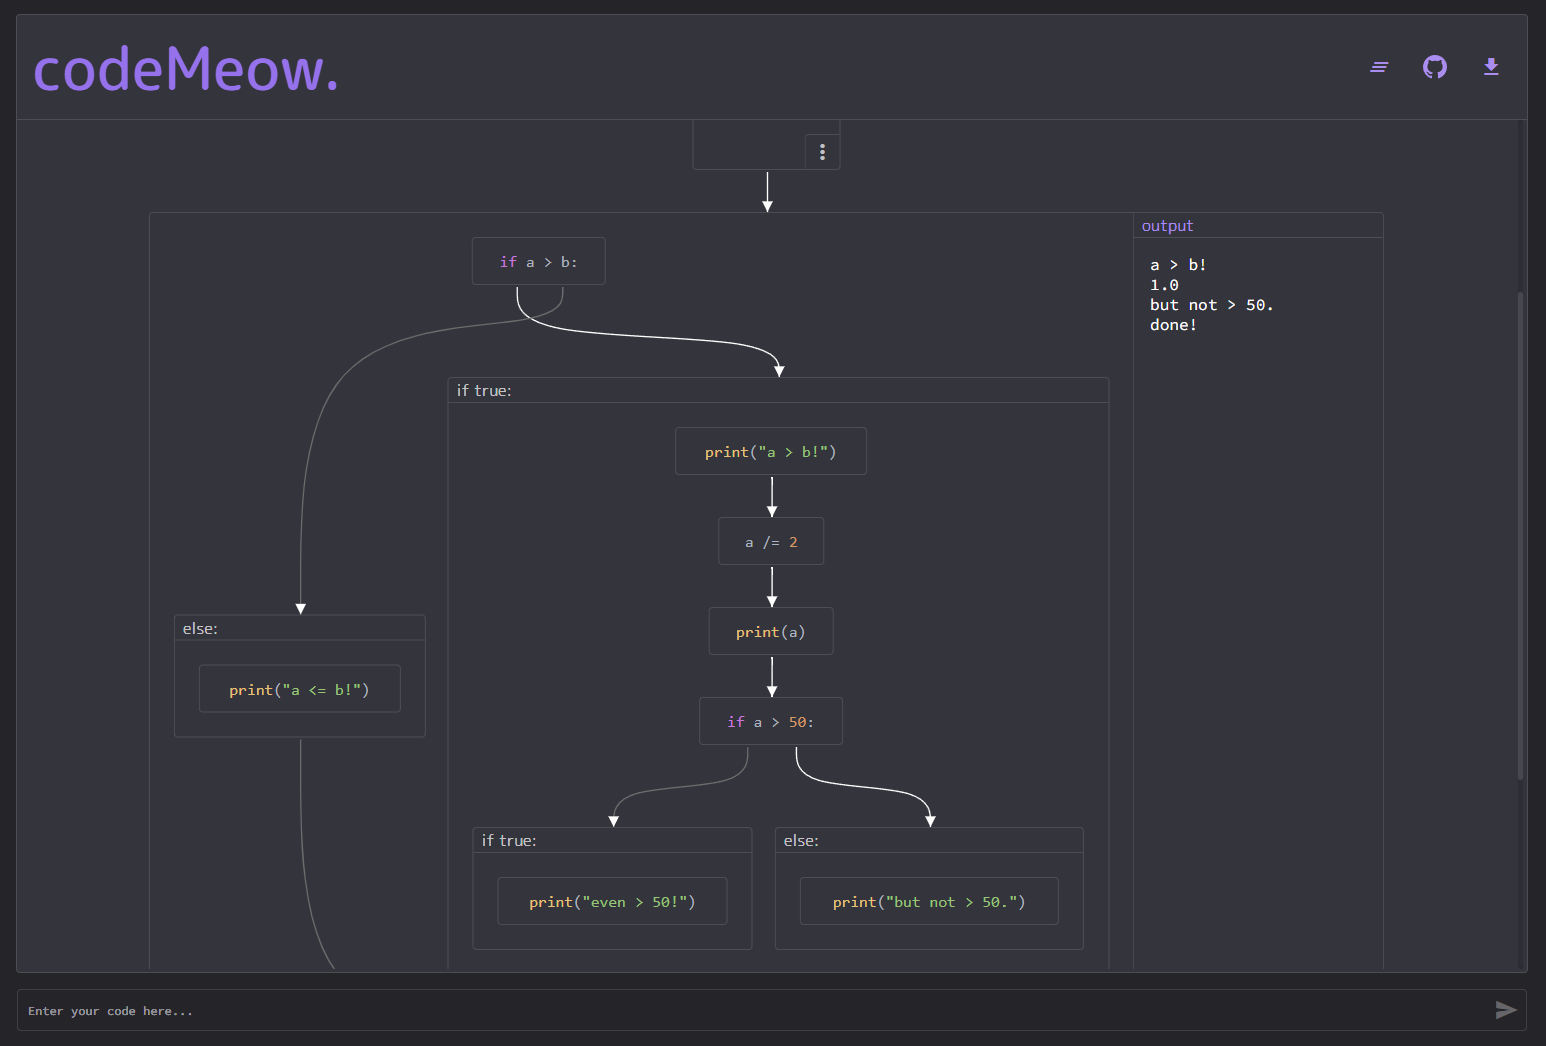 codeMeow.
output
if a > b:
a > b!
1.0
but not > 50.
done!
if true:
print("a > b!")
a /= 2
print(a)
else:
print("a <= b!")
if a > 50:
if true:
else:
print("even > 50!")
print("but not > 50.")
Enter your code here...